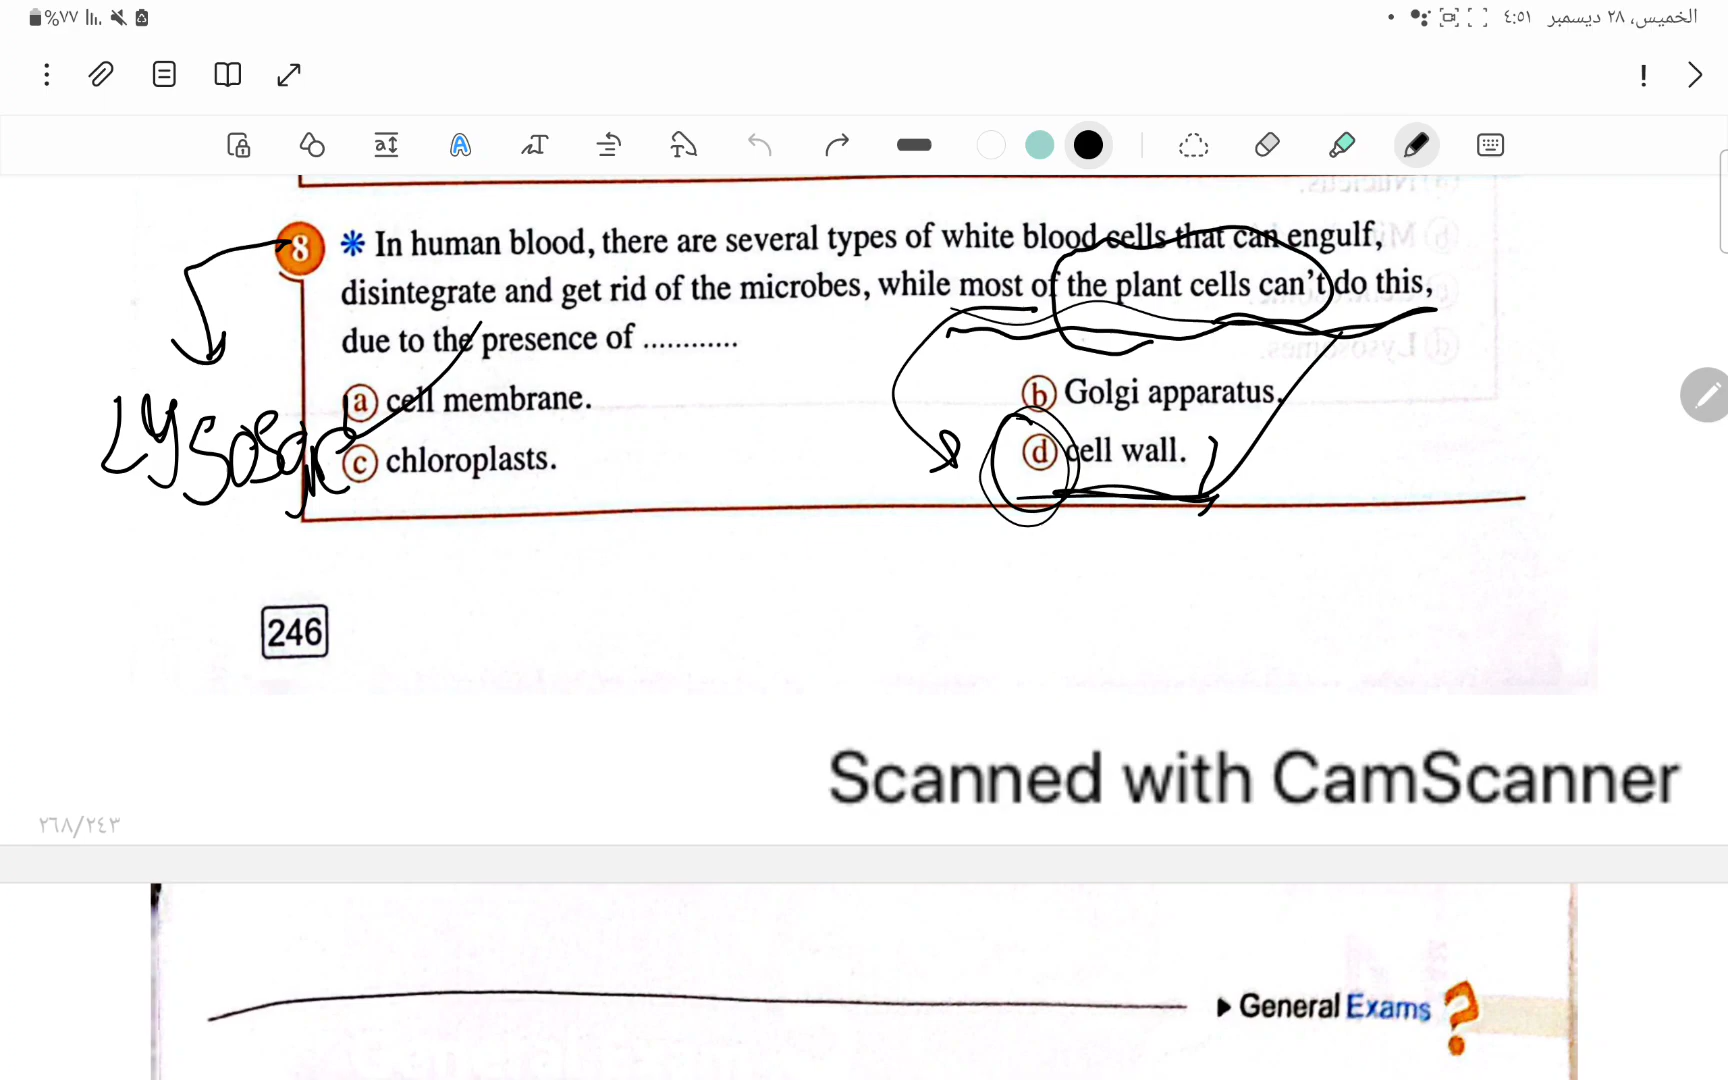 %٧٧
الخميس، ٢٨ ديسمبر ٤:٥١
8 * In human blood, there are several types of white blood cells that can engulf,
disintegrate and get rid of the microbes, while most of the plant cells can't do this,
due to the presence of ............
a cell membrane.
b Golgi apparatus.
c chloroplasts.
d cell wall.
246
Scanned with CamScanner
٢٦٨/٢٤٣
General Exams ?